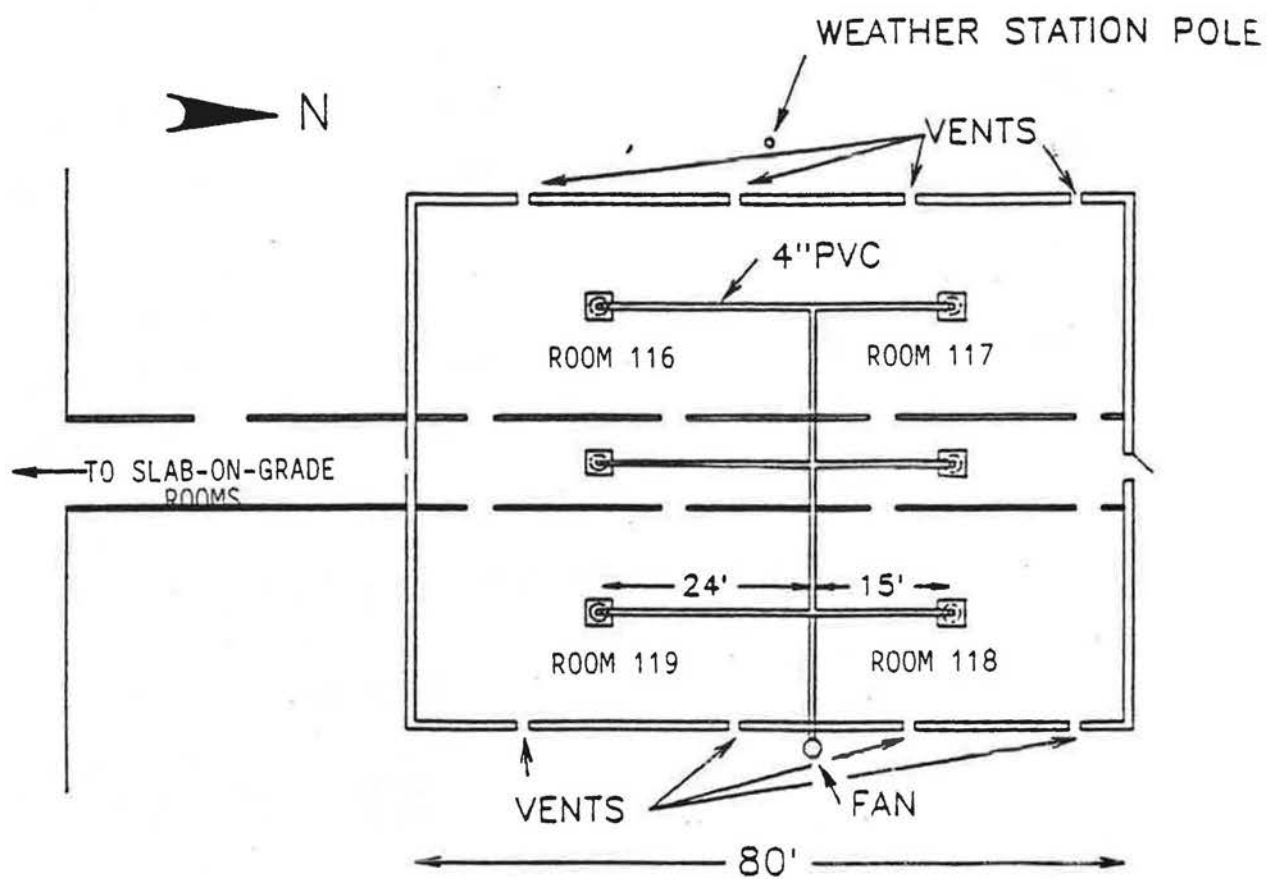 WEATHER STATION POLE
N
VENTS
4"PVC
ROOM 116
ROOM 117
TO SLAB-ON-GRADE
ROOMS
24'
15'
ROOM 119
ROOM 118
VENTS
FAN
80'